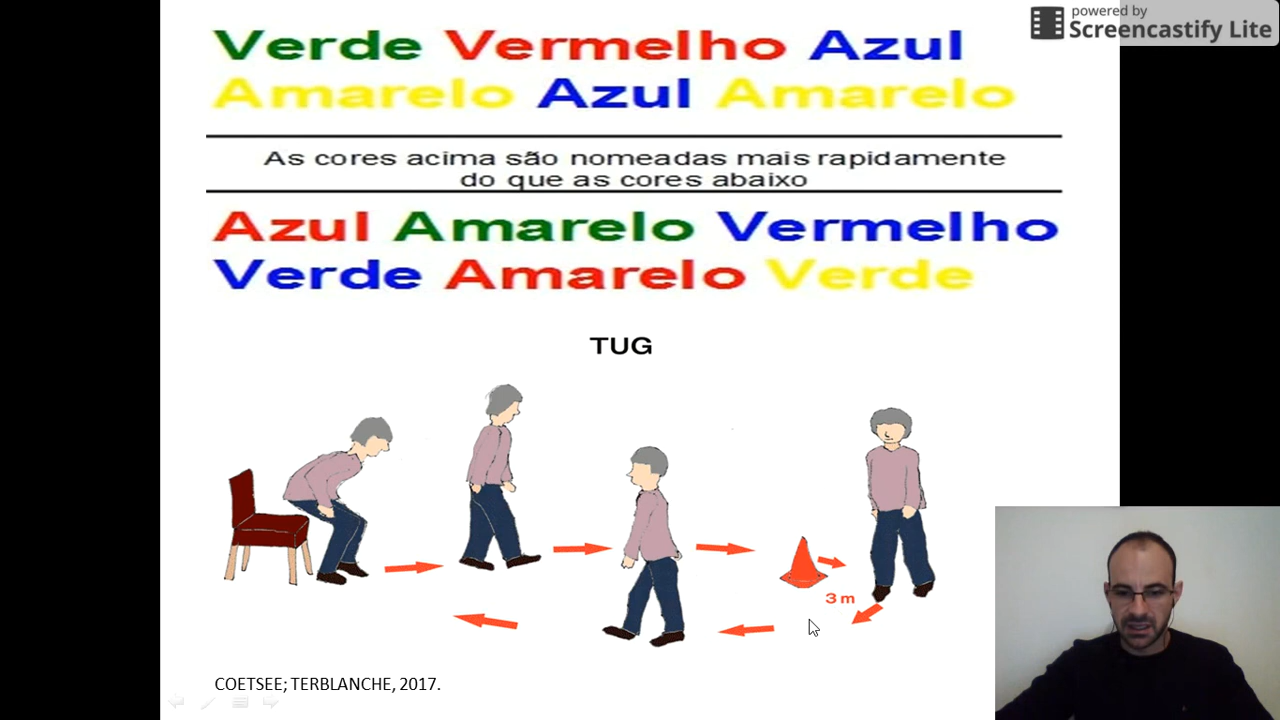 powered by
Screencastify Lite
Verde Vermelho Azul
Amarelo Azul Amarelo
As cores acima são nomeadas mais rapidamente
do que as cores abaixo
Azul Amarelo Vermelho
Verde Amarelo Verde
TUG
3 m
COETSEE; TERBLANCHE, 2017.